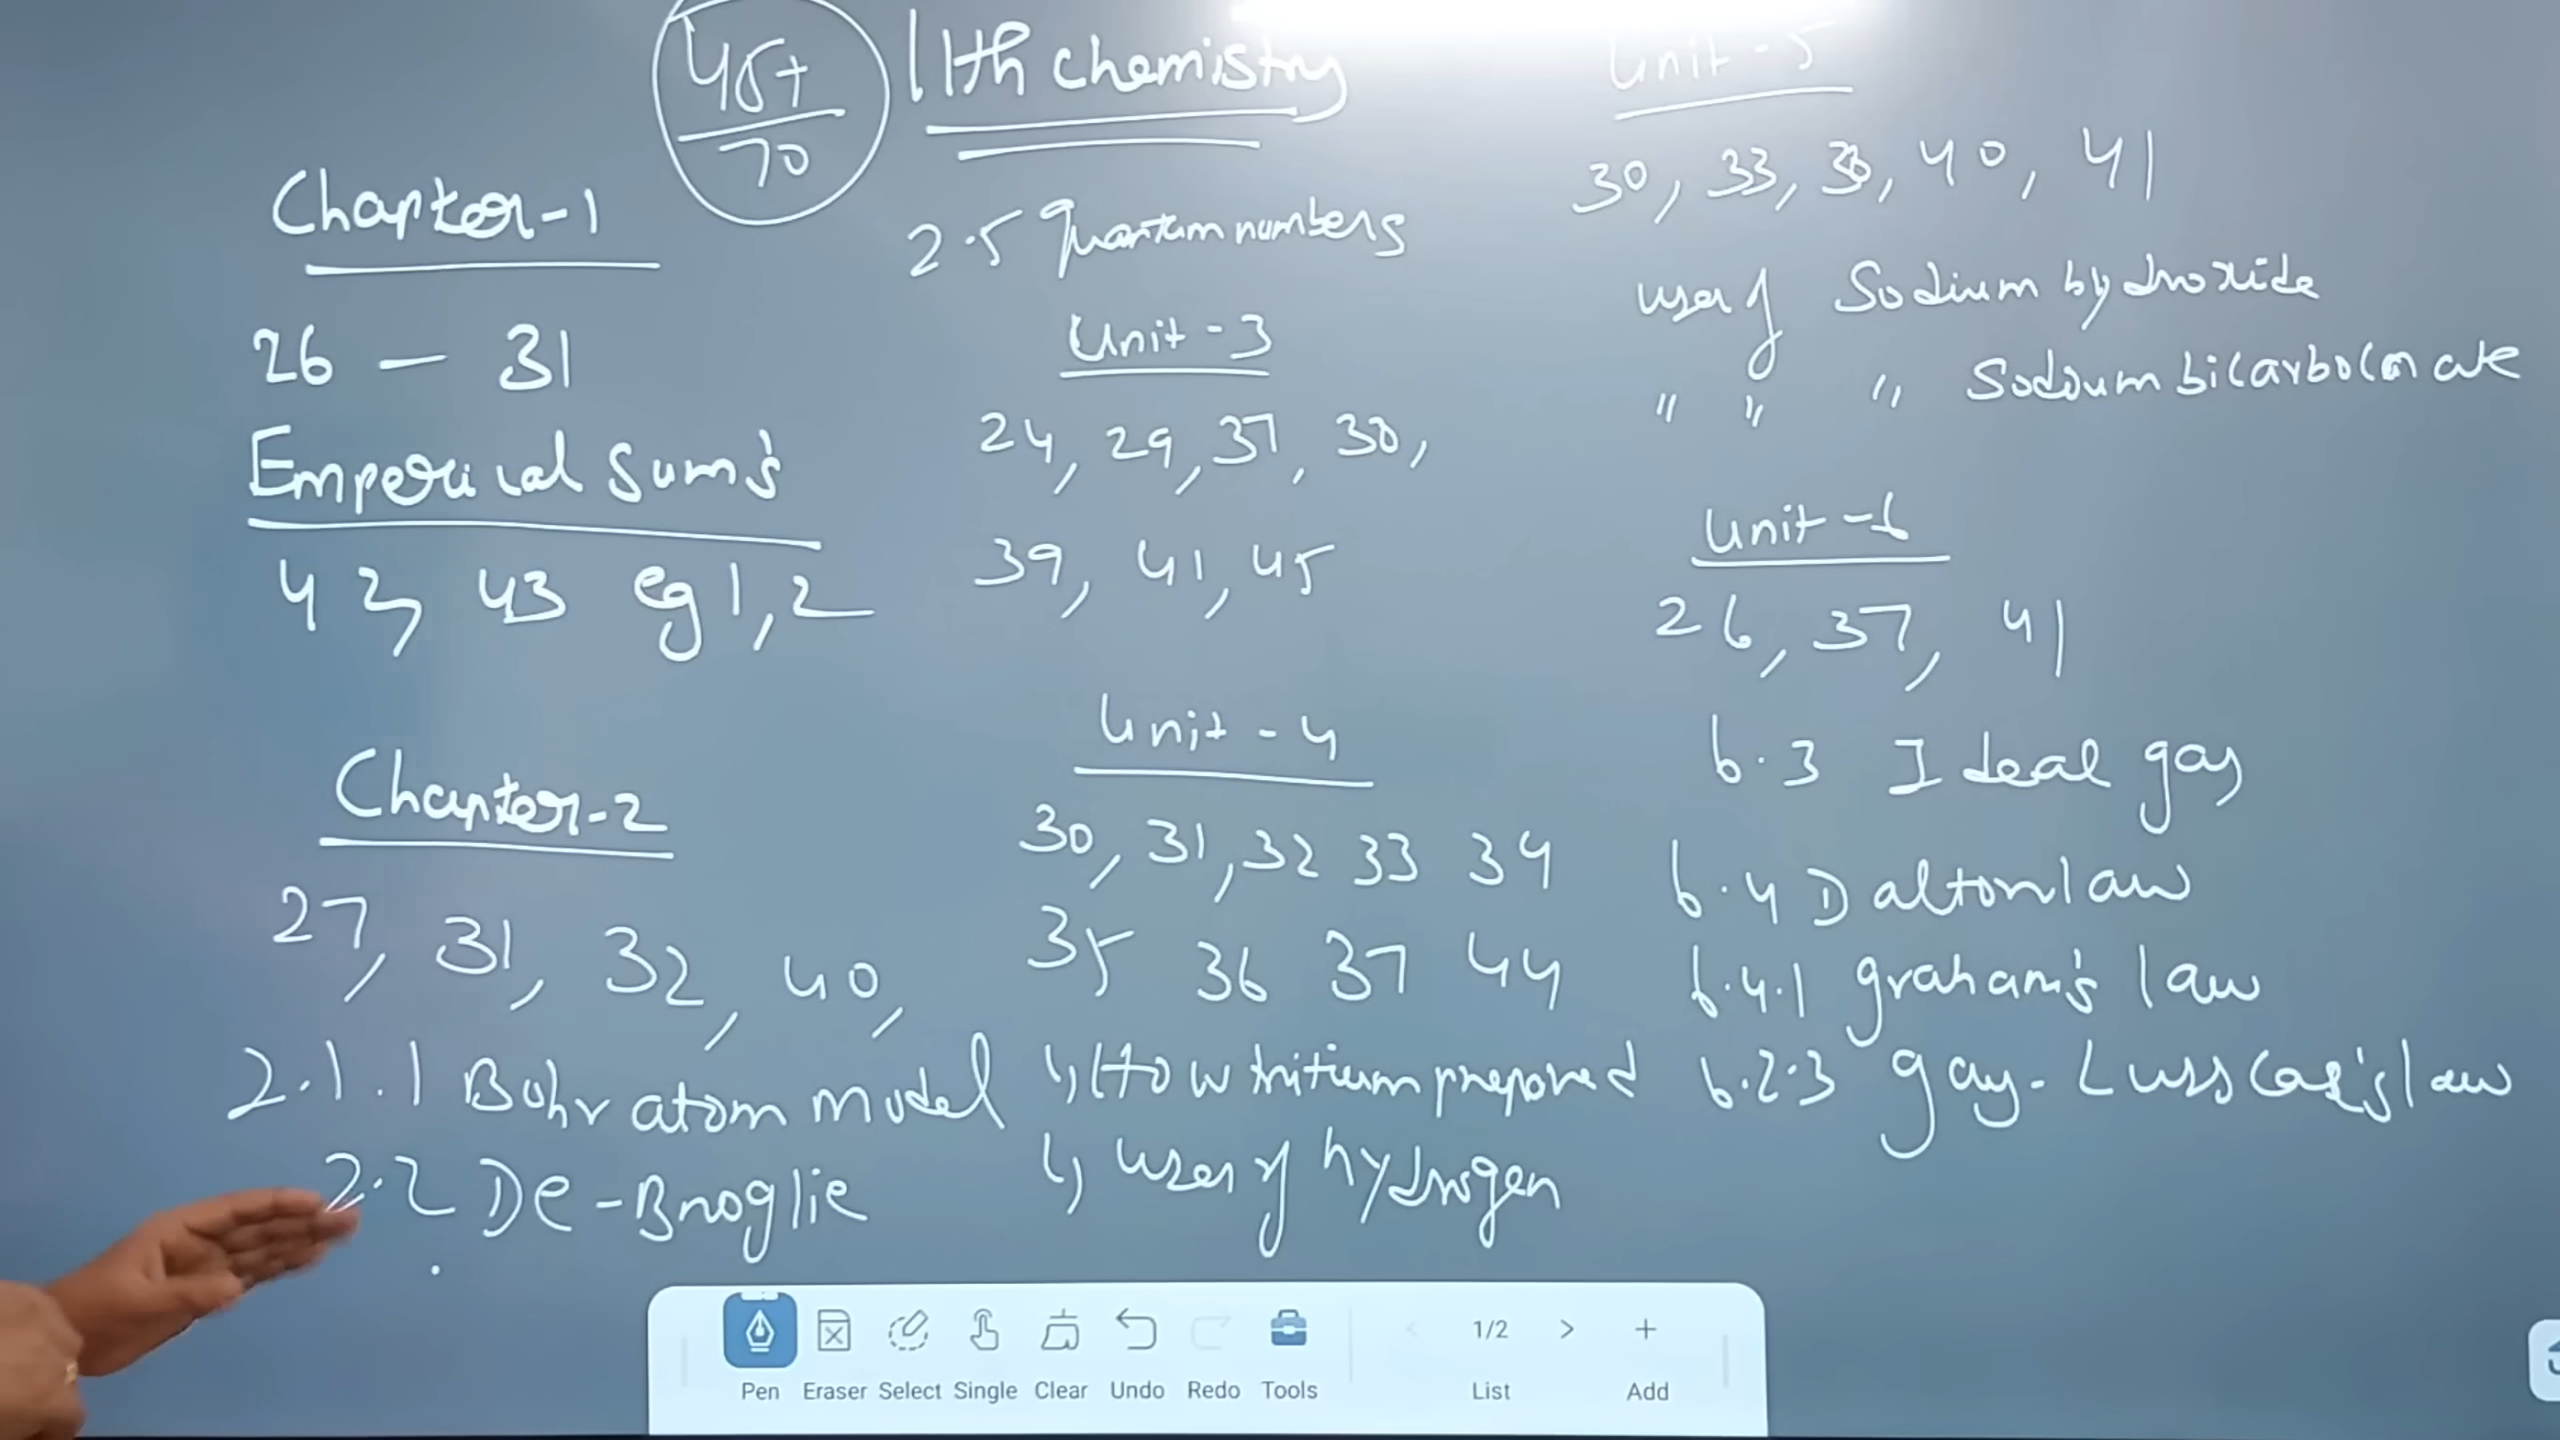 45+
70
11th chemistry
Chapter-1
26 - 31
Emperical Sum's
42, 43 eg 1, 2
Chapter-2
27, 31, 32, 40,
2.1.1 Bohr atom model
2.2 De-Broglie
2.5 Quantum numbers
Unit-3
24, 29, 37, 30,
39, 41, 45
Unit-4
30, 31, 32 33 34
35 36 37 44
How tritium prepared
uses of hydrogen
Unit-5
30, 33, 38, 40, 41
uses of Sodium hydroxide
" " " Sodium bicarbocnate
Unit-6
26, 37, 41
6.3 Ideal gas
6.4 Dalton law
6.4.1 graham's law
6.2.3 gay-Lusscac's law
Pen Eraser Select Single Clear Undo Redo Tools
1/2
List
Add